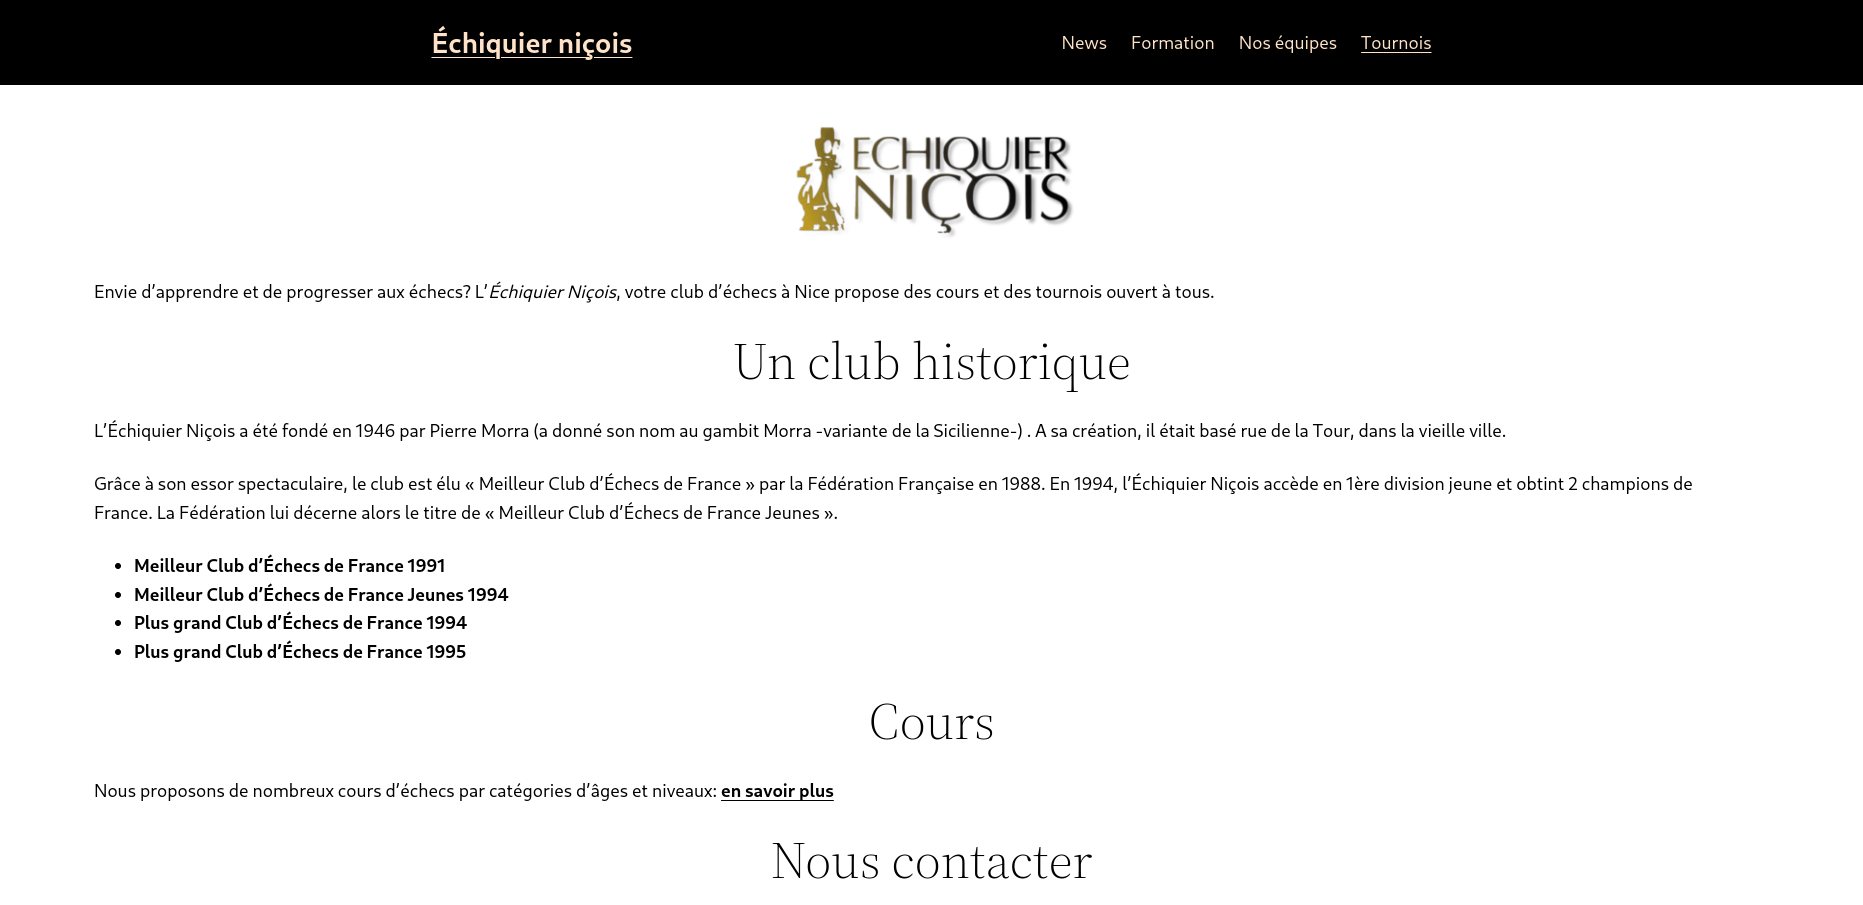 Échiquier niçois
News Formation Nos équipes Tournois
ECHIQUIER
NIÇOIS
Envie d’apprendre et de progresser aux échecs? L’Échiquier Niçois, votre club d’échecs à Nice propose des cours et des tournois ouvert à tous.
Un club historique
L’Échiquier Niçois a été fondé en 1946 par Pierre Morra (a donné son nom au gambit Morra -variante de la Sicilienne-) . A sa création, il était basé rue de la Tour, dans la vieille ville.
Grâce à son essor spectaculaire, le club est élu « Meilleur Club d’Échecs de France » par la Fédération Française en 1988. En 1994, l’Échiquier Niçois accède en 1ère division jeune et obtint 2 champions de
France. La Fédération lui décerne alors le titre de « Meilleur Club d’Échecs de France Jeunes ».
• Meilleur Club d’Échecs de France 1991
• Meilleur Club d’Échecs de France Jeunes 1994
• Plus grand Club d’Échecs de France 1994
• Plus grand Club d’Échecs de France 1995
Cours
Nous proposons de nombreux cours d’échecs par catégories d’âges et niveaux: en savoir plus
Nous contacter